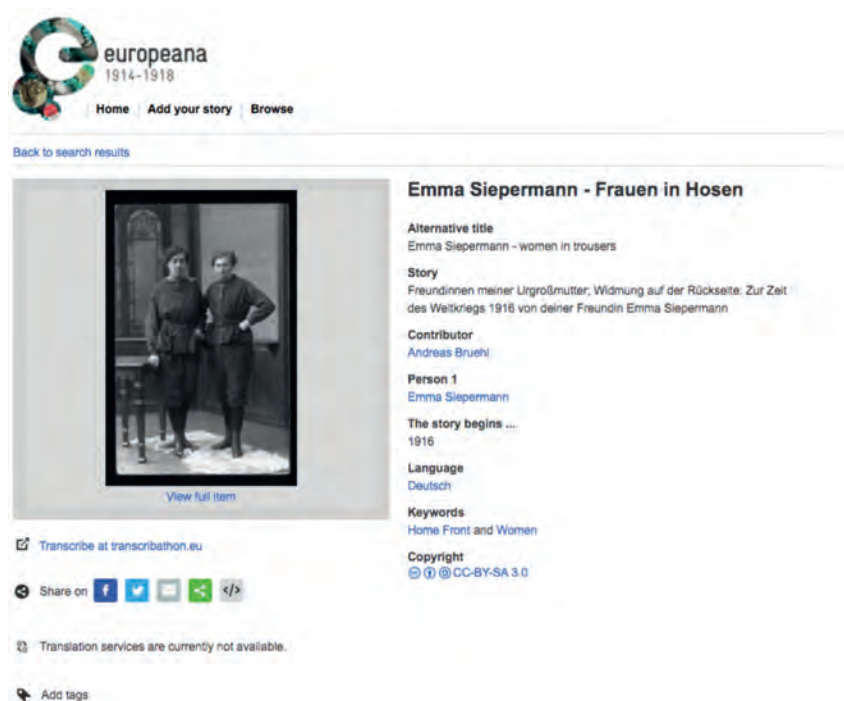 europeana
1914-1918
Home Add your story Browse
Back to search results
View full item
Transcribe at transcribathon.eu
Share on
Translation services are currently not available.
Add tags
Emma Siepermann - Frauen in Hosen
Alternative title
Emma Siepermann - women in trousers
Story
Freundinnen meiner Urgroßmutter; Widmung auf der Rückseite: Zur Zeit
des Weltkriegs 1916 von deiner Freundin Emma Siepermann
Contributor
Andreas Bruehl
Person 1
Emma Siepermann
The story begins ...
1916
Language
Deutsch
Keywords
Home Front and Women
Copyright
CC-BY-SA 3.0